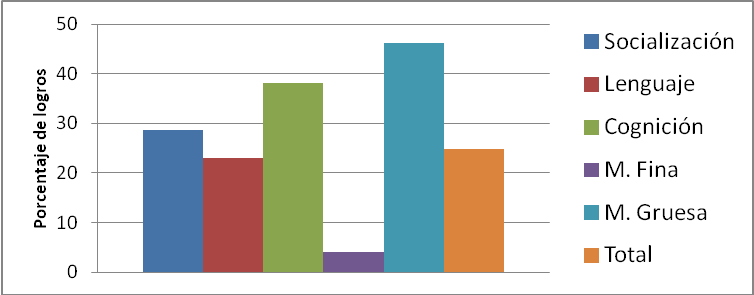 Porcentaje de logros
50
40
30
20
10
0
Socialización
Lenguaje
Cognición
M. Fina
M. Gruesa
Total